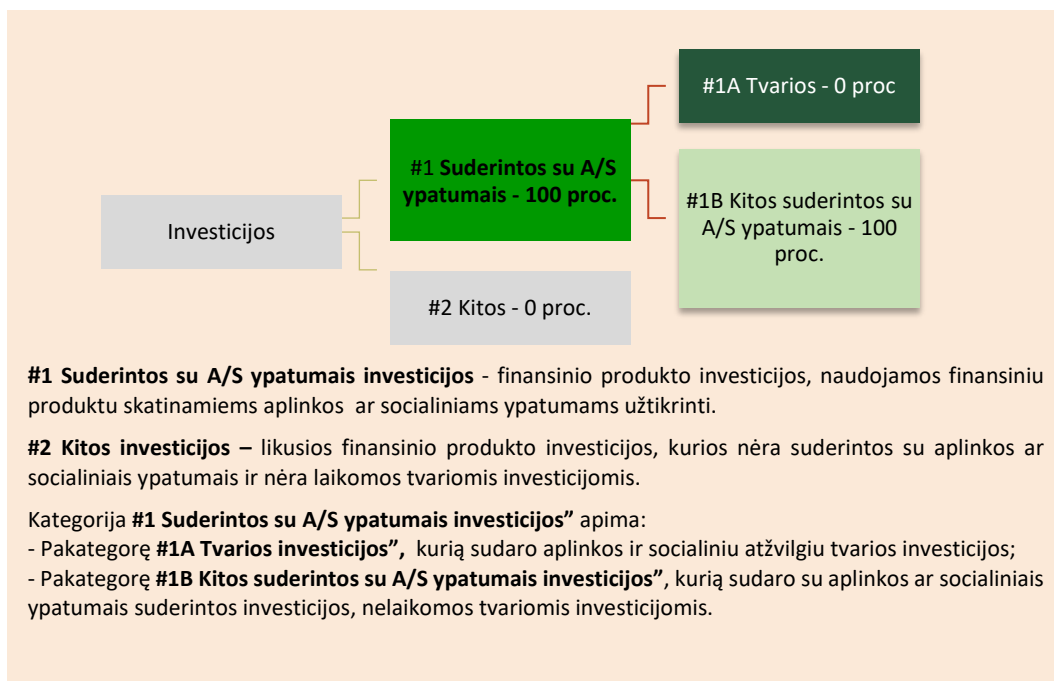 #1A Tvarios - 0 proc
#1 Suderintos su A/S
ypatumais - 100 proc.
#1B Kitos suderintos su
A/S ypatumais - 100
proc.
Investicijos
#2 Kitos - 0 proc.
#1 Suderintos su A/S ypatumais investicijos - finansinio produkto investicijos, naudojamos finansiniu
produktu skatinamiems aplinkos ar socialiniams ypatumams užtikrinti.
#2 Kitos investicijos – likusios finansinio produkto investicijos, kurios nėra suderintos su aplinkos ar
socialiniais ypatumais ir nėra laikomos tvariomis investicijomis.
Kategorija #1 Suderintos su A/S ypatumais investicijos” apima:
- Pakategorę #1A Tvarios investicijos”, kurią sudaro aplinkos ir socialiniu atžvilgiu tvarios investicijos;
- Pakategorę #1B Kitos suderintos su A/S ypatumais investicijos”, kurią sudaro su aplinkos ar socialiniais
ypatumais suderintos investicijos, nelaikomos tvariomis investicijomis.